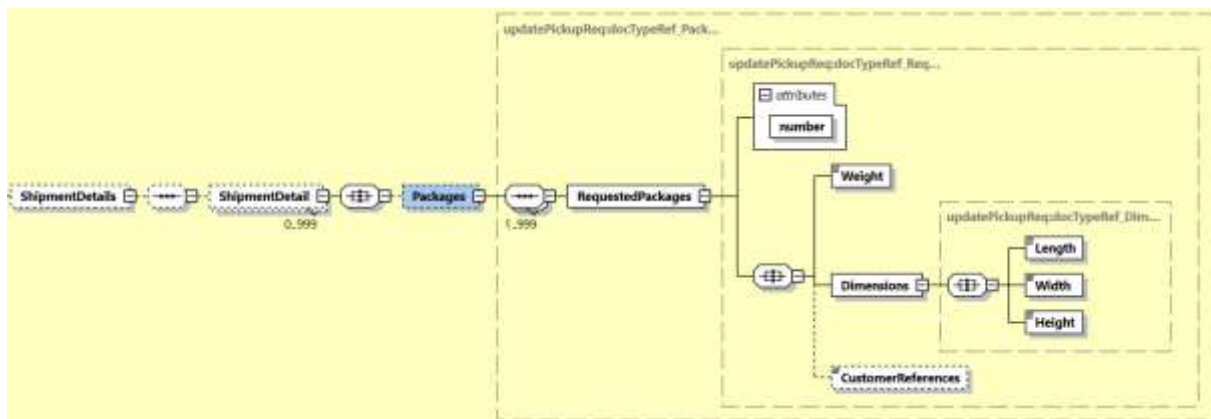 updatePickupReq:docTypeRef_Pack...
updatePickupReq:docTypeRef_Req...
attributes
number
Weight
ShipmentDetails
ShipmentDetail
Packages
RequestedPackages
0..999
1..999
updatePickupReq:docTypeRef_Dim...
Length
Dimensions
Width
Height
CustomerReferences